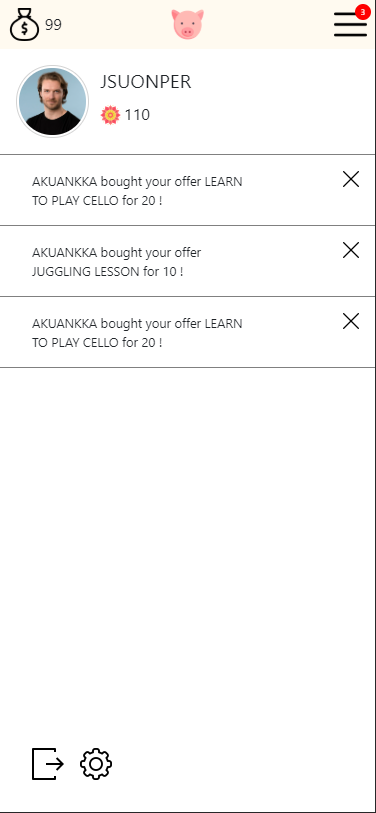 99
3
JSUONPER
110
AKUANKKA bought your offer LEARN
TO PLAY CELLO for 20 !
AKUANKKA bought your offer
JUGGLING LESSON for 10 !
AKUANKKA bought your offer LEARN
TO PLAY CELLO for 20 !